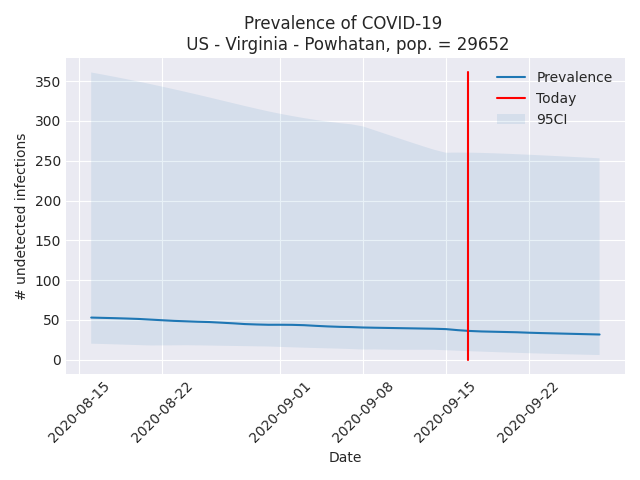 Prevalence of COVID-19
US - Virginia - Powhatan, pop. = 29652
Prevalence
Today
95CI
# undetected infections
350
300
250
200
150
100
50
0
2020-08-15
2020-08-22
2020-09-01
2020-09-08
2020-09-15
2020-09-22
Date